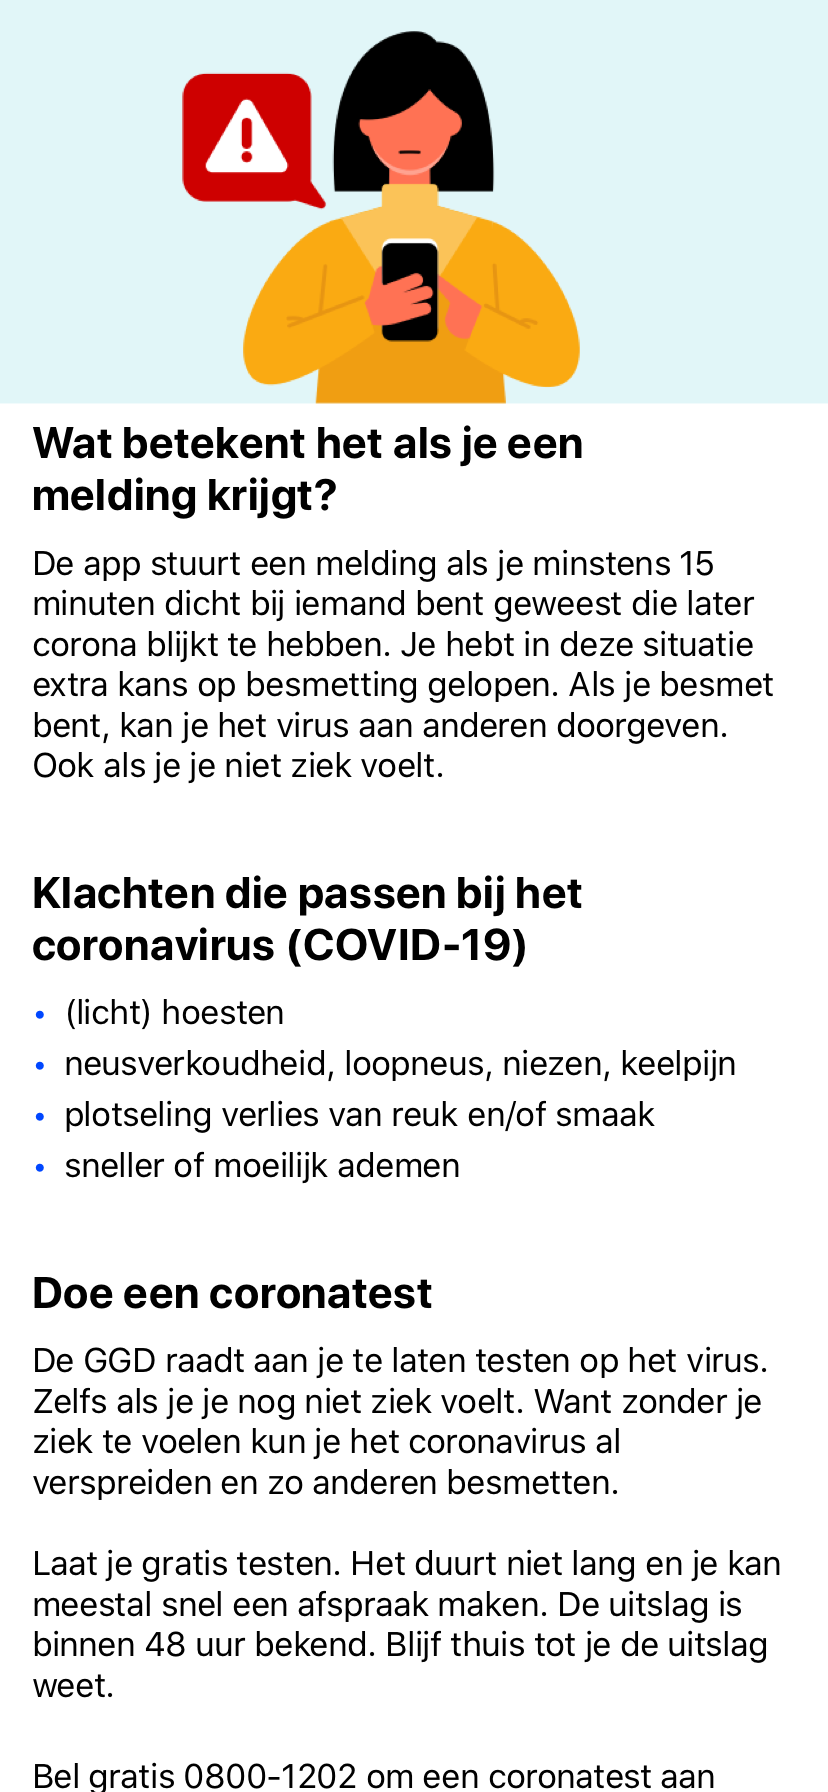 Wat betekent het als je een
melding krijgt?
De app stuurt een melding als je minstens 15
minuten dicht bij iemand bent geweest die later
corona blijkt te hebben. Je hebt in deze situatie
extra kans op besmetting gelopen. Als je besmet
bent, kan je het virus aan anderen doorgeven.
Ook als je je niet ziek voelt.
Klachten die passen bij het
coronavirus (COVID-19)
• (licht) hoesten
• neusverkoudheid, loopneus, niezen, keelpijn
• plotseling verlies van reuk en/of smaak
• sneller of moeilijk ademen
Doe een coronatest
De GGD raadt aan je te laten testen op het virus.
Zelfs als je je nog niet ziek voelt. Want zonder je
ziek te voelen kun je het coronavirus al
verspreiden en zo anderen besmetten.
Laat je gratis testen. Het duurt niet lang en je kan
meestal snel een afspraak maken. De uitslag is
binnen 48 uur bekend. Blijf thuis tot je de uitslag
weet.
Bel gratis 0800-1202 om een coronatest aan